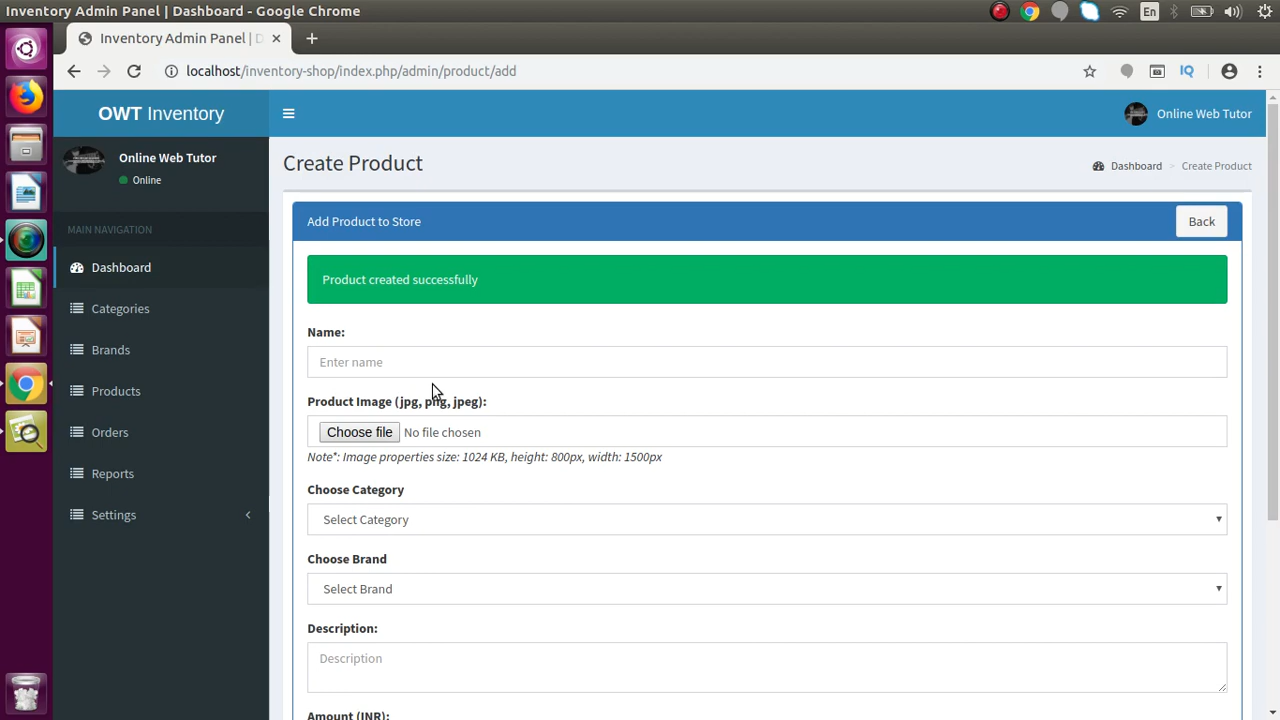 Inventory Admin Panel | Dashboard - Google Chrome
En
Inventory Admin Panel | D
localhost/inventory-shop/index.php/admin/product/add
IQ
OWT Inventory
Online Web Tutor
Online Web Tutor
Online
Create Product
Dashboard > Create Product
MAIN NAVIGATION
Dashboard
Categories
Brands
Products
Orders
Reports
Settings
Add Product to Store
Back
Product created successfully
Name:
Enter name
Product Image (jpg, png, jpeg):
Choose file No file chosen
Note*: Image properties size: 1024 KB, height: 800px, width: 1500px
Choose Category
Select Category
Choose Brand
Select Brand
Description:
Description
Amount (INR):